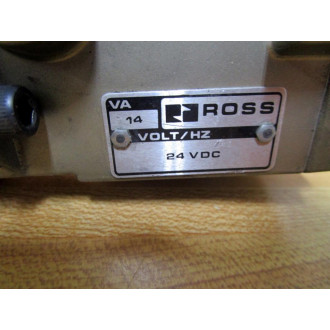 VA
14 ROSS
VOLT/HZ
24 VDC